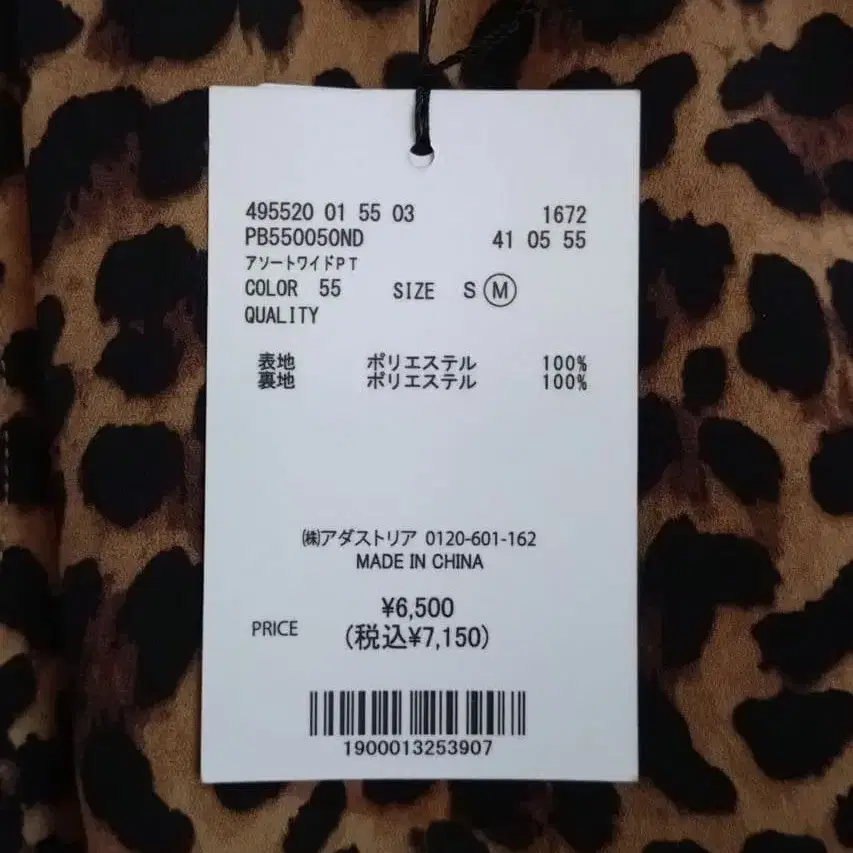 495520 01 55 03 1672
PB550050ND 41 05 55
アソートワイドPT
COLOR 55 SIZE S M
QUALITY
表地 ポリエステル 100%
裏地 ポリエステル 100%
㈱アダストリア 0120-601-162
MADE IN CHINA
¥6,500
PRICE (税込¥7,150)
1900013253907